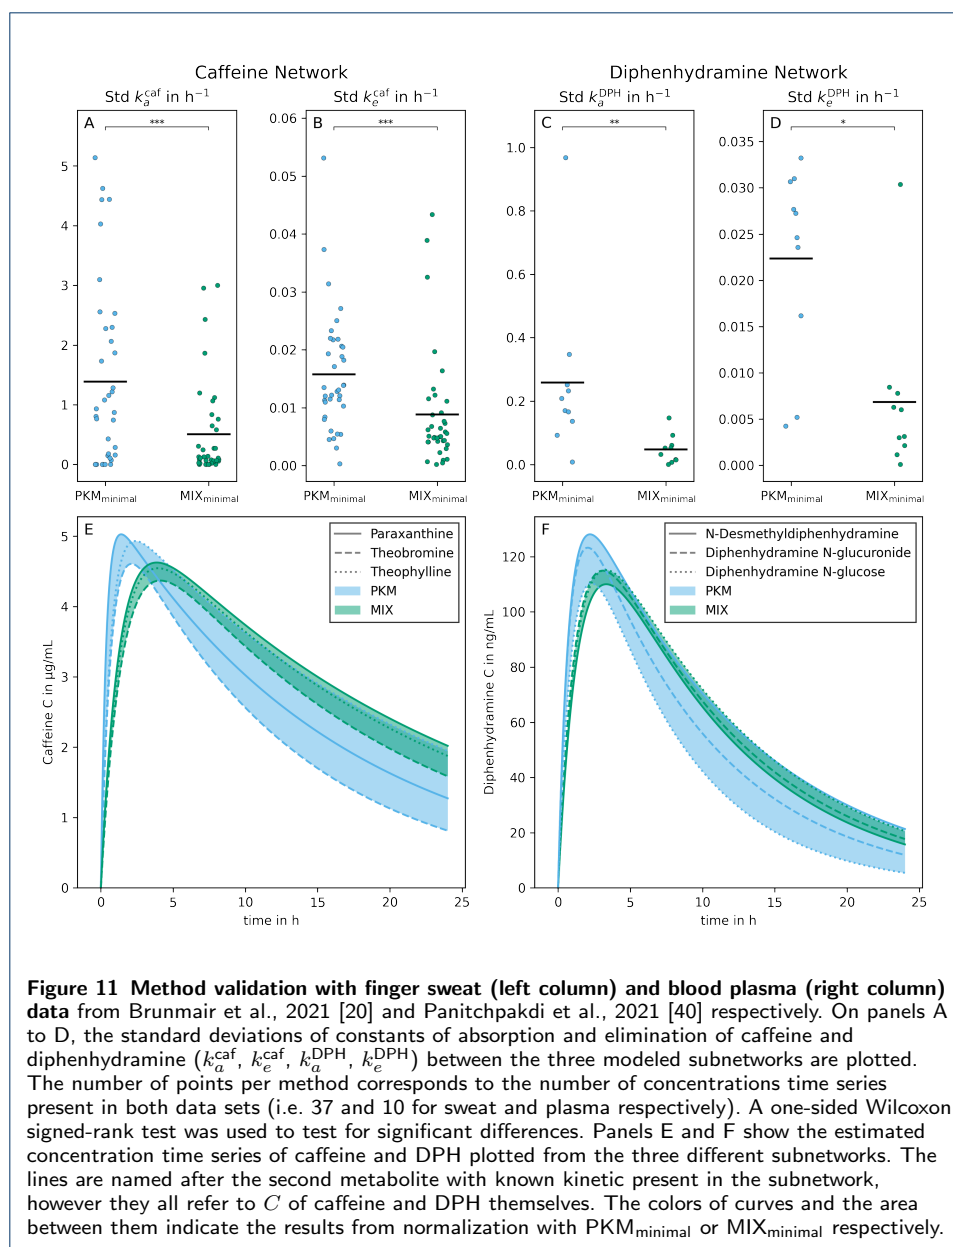 Caffeine Network
Diphenhydramine Network
Std k_a^caf in h⁻¹
Std k_e^caf in h⁻¹
Std k_a^DPH in h⁻¹
Std k_e^DPH in h⁻¹
A
***
5
4
3
2
1
0
PKM_minimal
MIX_minimal
B
***
0.06
0.05
0.04
0.03
0.02
0.01
0.00
PKM_minimal
MIX_minimal
C
**
1.0
0.8
0.6
0.4
0.2
0.0
PKM_minimal
MIX_minimal
D
*
0.035
0.030
0.025
0.020
0.015
0.010
0.005
0.000
PKM_minimal
MIX_minimal
E
Paraxanthine
Theobromine
Theophylline
PKM
MIX
Caffeine C in µg/mL
5
4
3
2
1
0
0
5
10
15
20
25
time in h
F
N-Desmethyldiphenhydramine
Diphenhydramine N-glucuronide
Diphenhydramine N-glucose
PKM
MIX
Diphenhydramine C in ng/mL
120
100
80
60
40
20
0
0
5
10
15
20
25
time in h
Figure 11 Method validation with finger sweat (left column) and blood plasma (right column)
data from Brunmair et al., 2021 [20] and Panitchpakdi et al., 2021 [40] respectively. On panels A
to D, the standard deviations of constants of absorption and elimination of caffeine and
diphenhydramine (k_a^caf, k_e^caf, k_a^DPH, k_e^DPH) between the three modeled subnetworks are plotted.
The number of points per method corresponds to the number of concentrations time series
present in both data sets (i.e. 37 and 10 for sweat and plasma respectively). A one-sided Wilcoxon
signed-rank test was used to test for significant differences. Panels E and F show the estimated
concentration time series of caffeine and DPH plotted from the three different subnetworks. The
lines are named after the second metabolite with known kinetic present in the subnetwork,
however they all refer to C of caffeine and DPH themselves. The colors of curves and the area
between them indicate the results from normalization with PKM_minimal or MIX_minimal respectively.